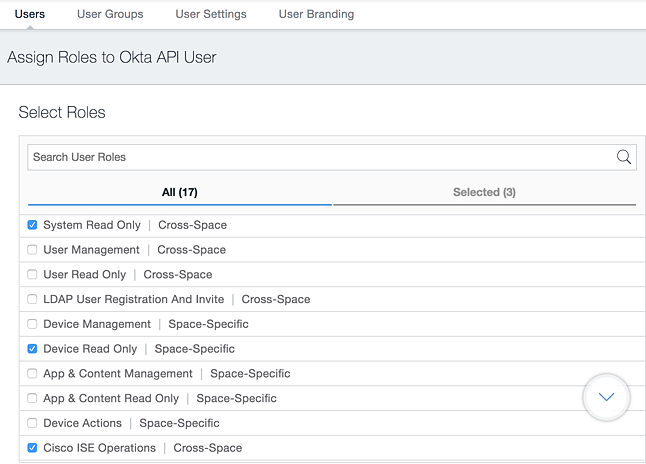 Users User Groups User Settings User Branding
Assign Roles to Okta API User
Select Roles
Search User Roles
All (17) Selected (3)
System Read Only | Cross-Space
User Management | Cross-Space
User Read Only | Cross-Space
LDAP User Registration And Invite | Cross-Space
Device Management | Space-Specific
Device Read Only | Space-Specific
App & Content Management | Space-Specific
App & Content Read Only | Space-Specific
Device Actions | Space-Specific
Cisco ISE Operations | Cross-Space